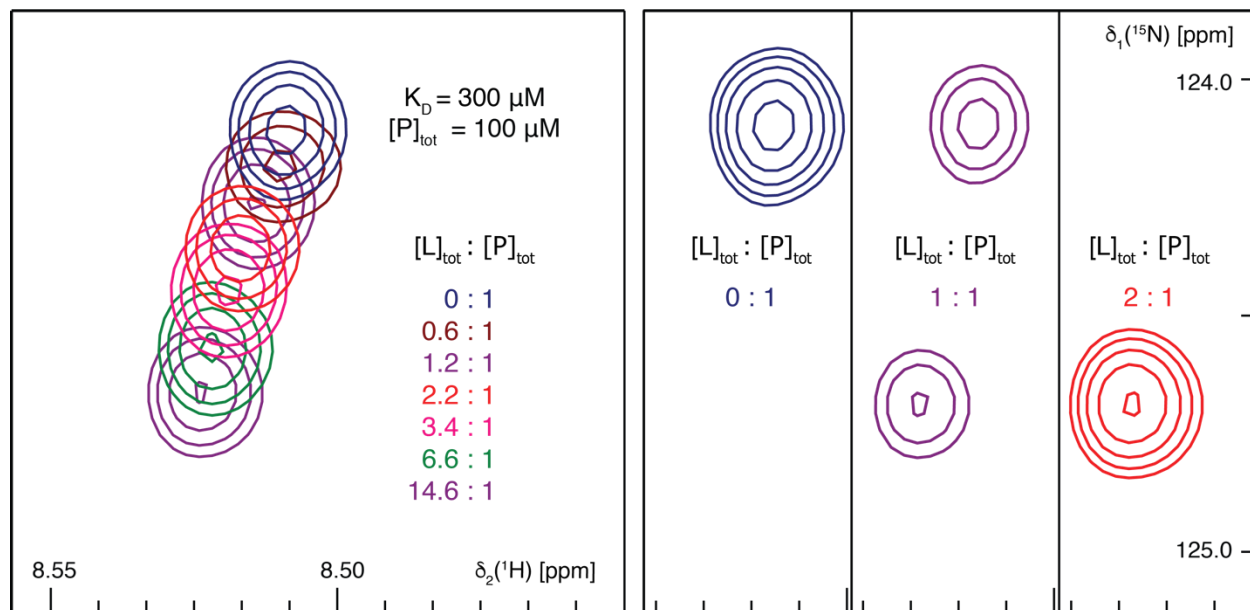 K_D = 300 μM
[P]_tot = 100 μM
[L]_tot : [P]_tot
0 : 1
0.6 : 1
1.2 : 1
2.2 : 1
3.4 : 1
6.6 : 1
14.6 : 1
8.55
8.50
δ₂(¹H) [ppm]
[L]_tot : [P]_tot
0 : 1
[L]_tot : [P]_tot
1 : 1
[L]_tot : [P]_tot
2 : 1
δ₁(¹⁵N) [ppm]
124.0
125.0